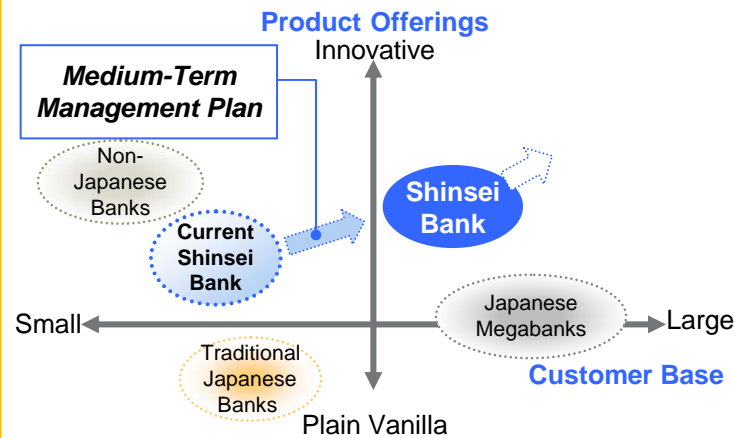 Product Offerings
Innovative
Medium-Term
Management Plan
Non-
Japanese
Banks
Shinsei
Bank
Current
Shinsei
Bank
Japanese
Megabanks
Small
Large
Traditional
Japanese
Banks
Customer Base
Plain Vanilla